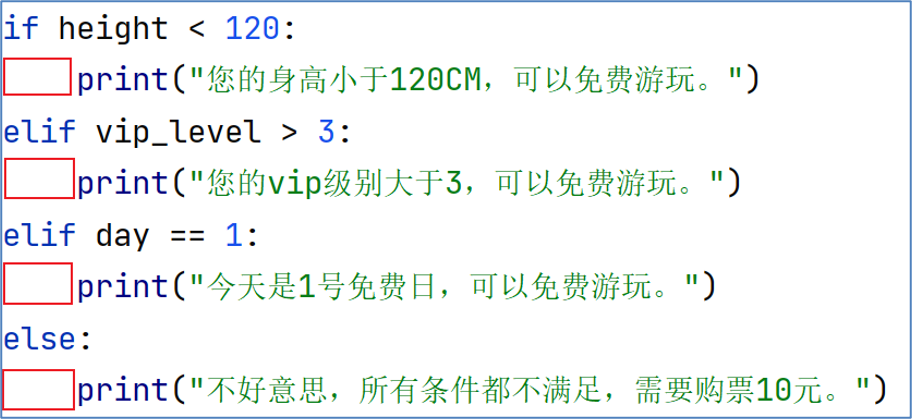 if height < 120:
    print("您的身高小于120CM，可以免费游玩。")
elif vip_level > 3:
    print("您的vip级别大于3，可以免费游玩。")
elif day == 1:
    print("今天是1号免费日，可以免费游玩。")
else:
    print("不好意思，所有条件都不满足，需要购票10元。")